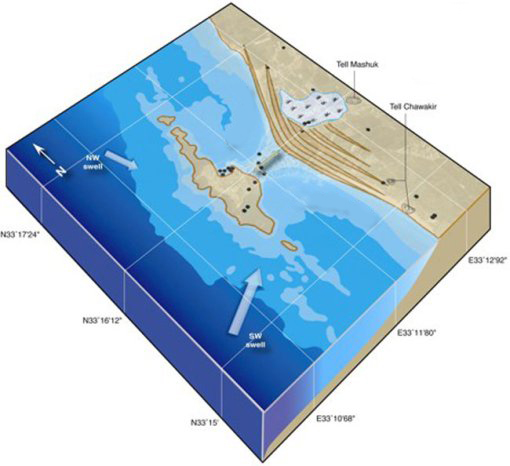 Tell Mashuk
Tell Chawakir
N
NW
swell
N33°17'24"
E33°12'92"
N33°16'12"
E33°11'80"
SW
swell
N33°15'
E33°10'68"